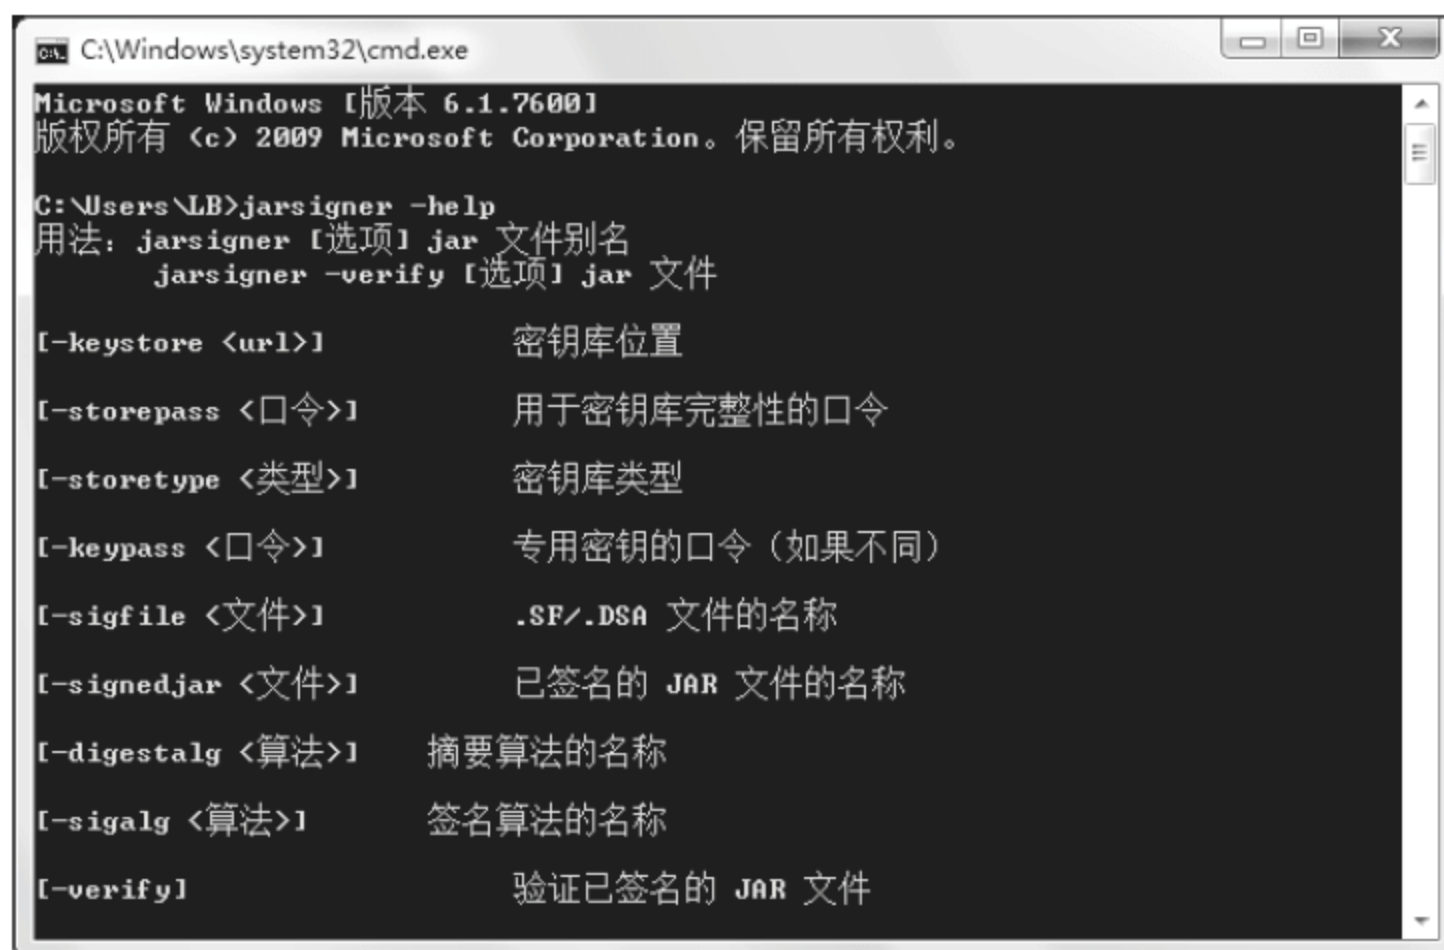 C:\Windows\system32\cmd.exe
Microsoft Windows [版本 6.1.7600]
版权所有 (c) 2009 Microsoft Corporation。保留所有权利。
C:\Users\LB>jarsigner -help
用法：jarsigner [选项] jar 文件别名
jarsigner -verify [选项] jar 文件
[-keystore <url>] 密钥库位置
[-storepass <口令>] 用于密钥库完整性的口令
[-storetype <类型>] 密钥库类型
[-keypass <口令>] 专用密钥的口令（如果不同）
[-sigfile <文件>] .SF/.DSA 文件的名称
[-signedjar <文件>] 已签名的 JAR 文件的名称
[-digestalg <算法>] 摘要算法的名称
[-sigalg <算法>] 签名算法的名称
[-verify] 验证已签名的 JAR 文件